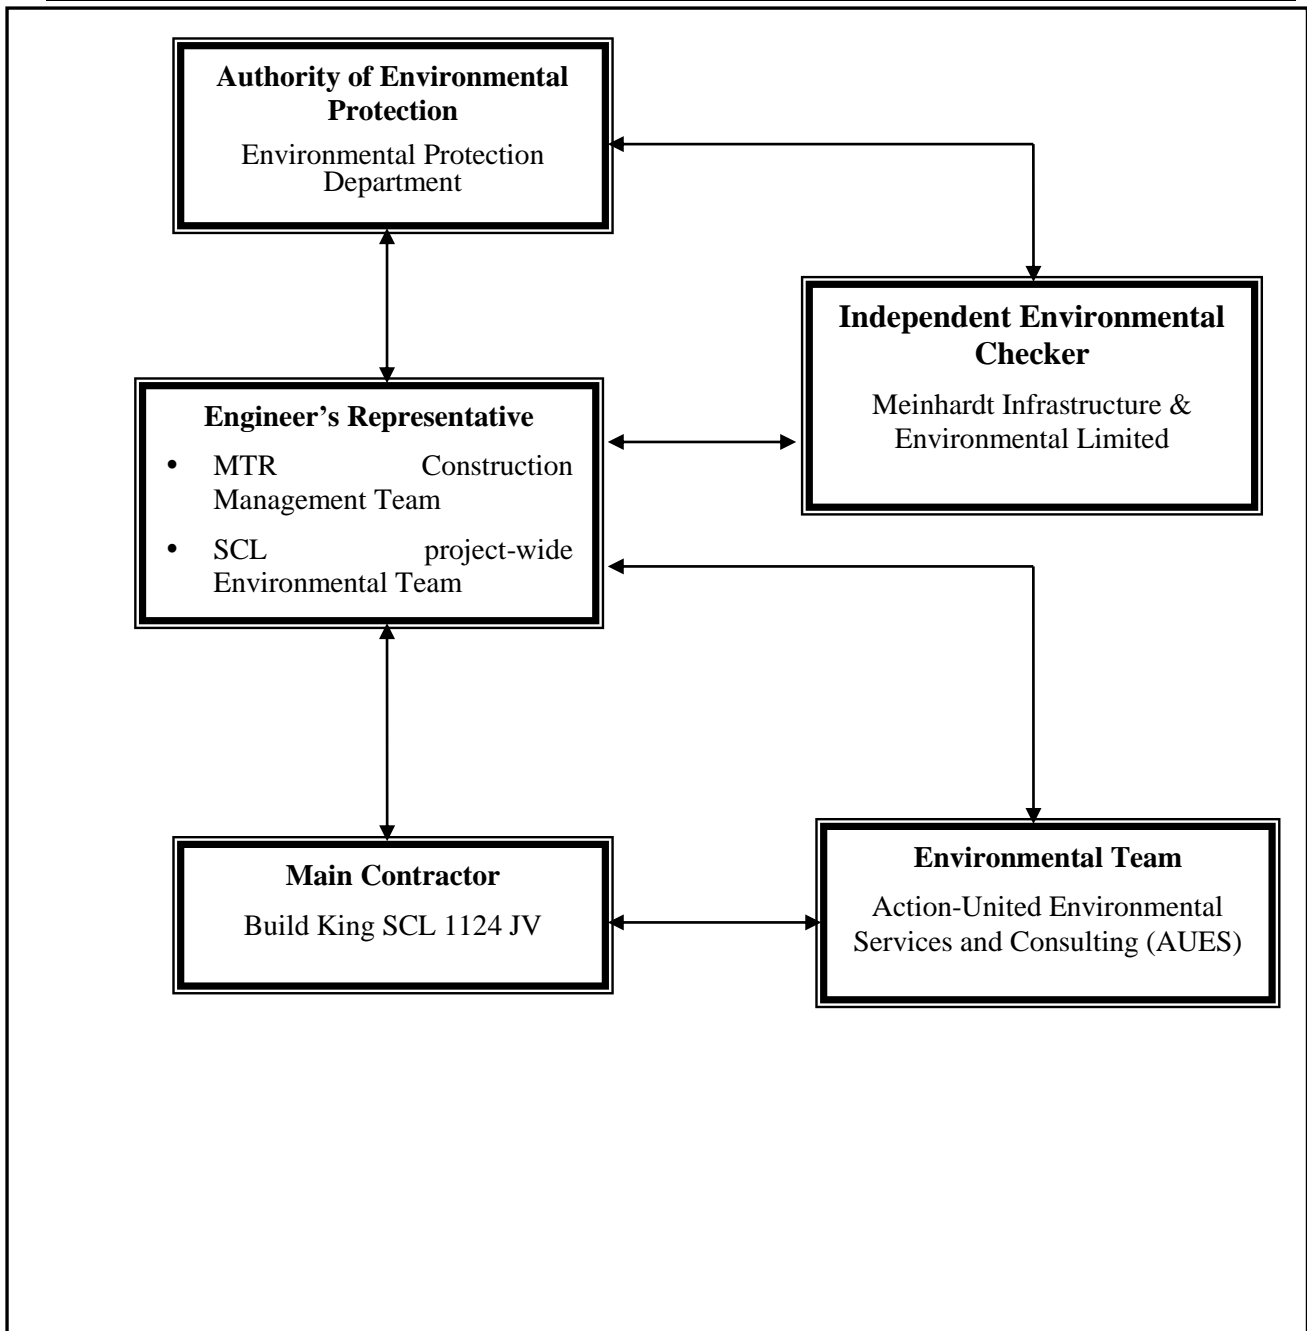 Authority of Environmental
Protection
Environmental Protection
Department
Independent Environmental
Checker
Meinhardt Infrastructure &
Environmental Limited
Engineer’s Representative
• MTR Construction
Management Team
• SCL project-wide
Environmental Team
Main Contractor
Build King SCL 1124 JV
Environmental Team
Action-United Environmental
Services and Consulting (AUES)